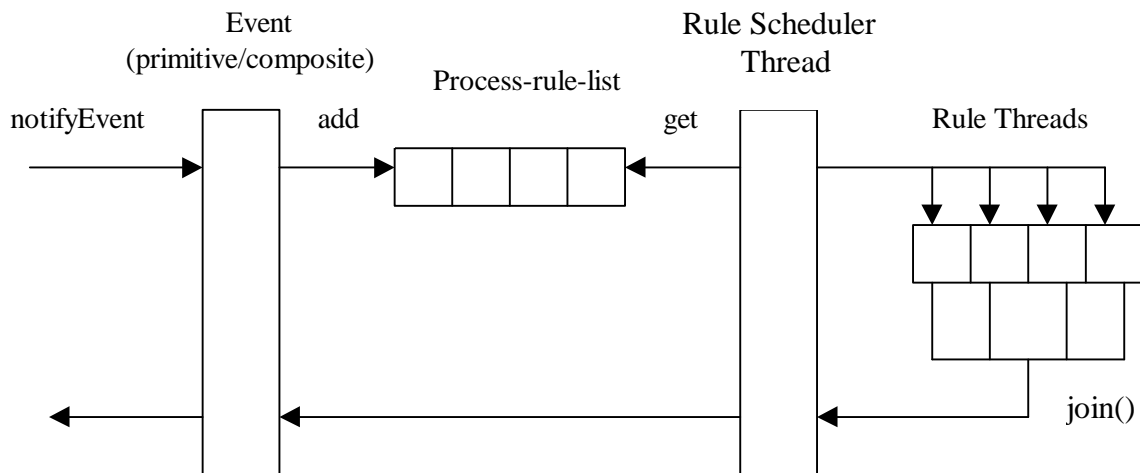 Event
(primitive/composite)
Rule Scheduler
Thread
Process-rule-list
notifyEvent
add
get
Rule Threads
join()